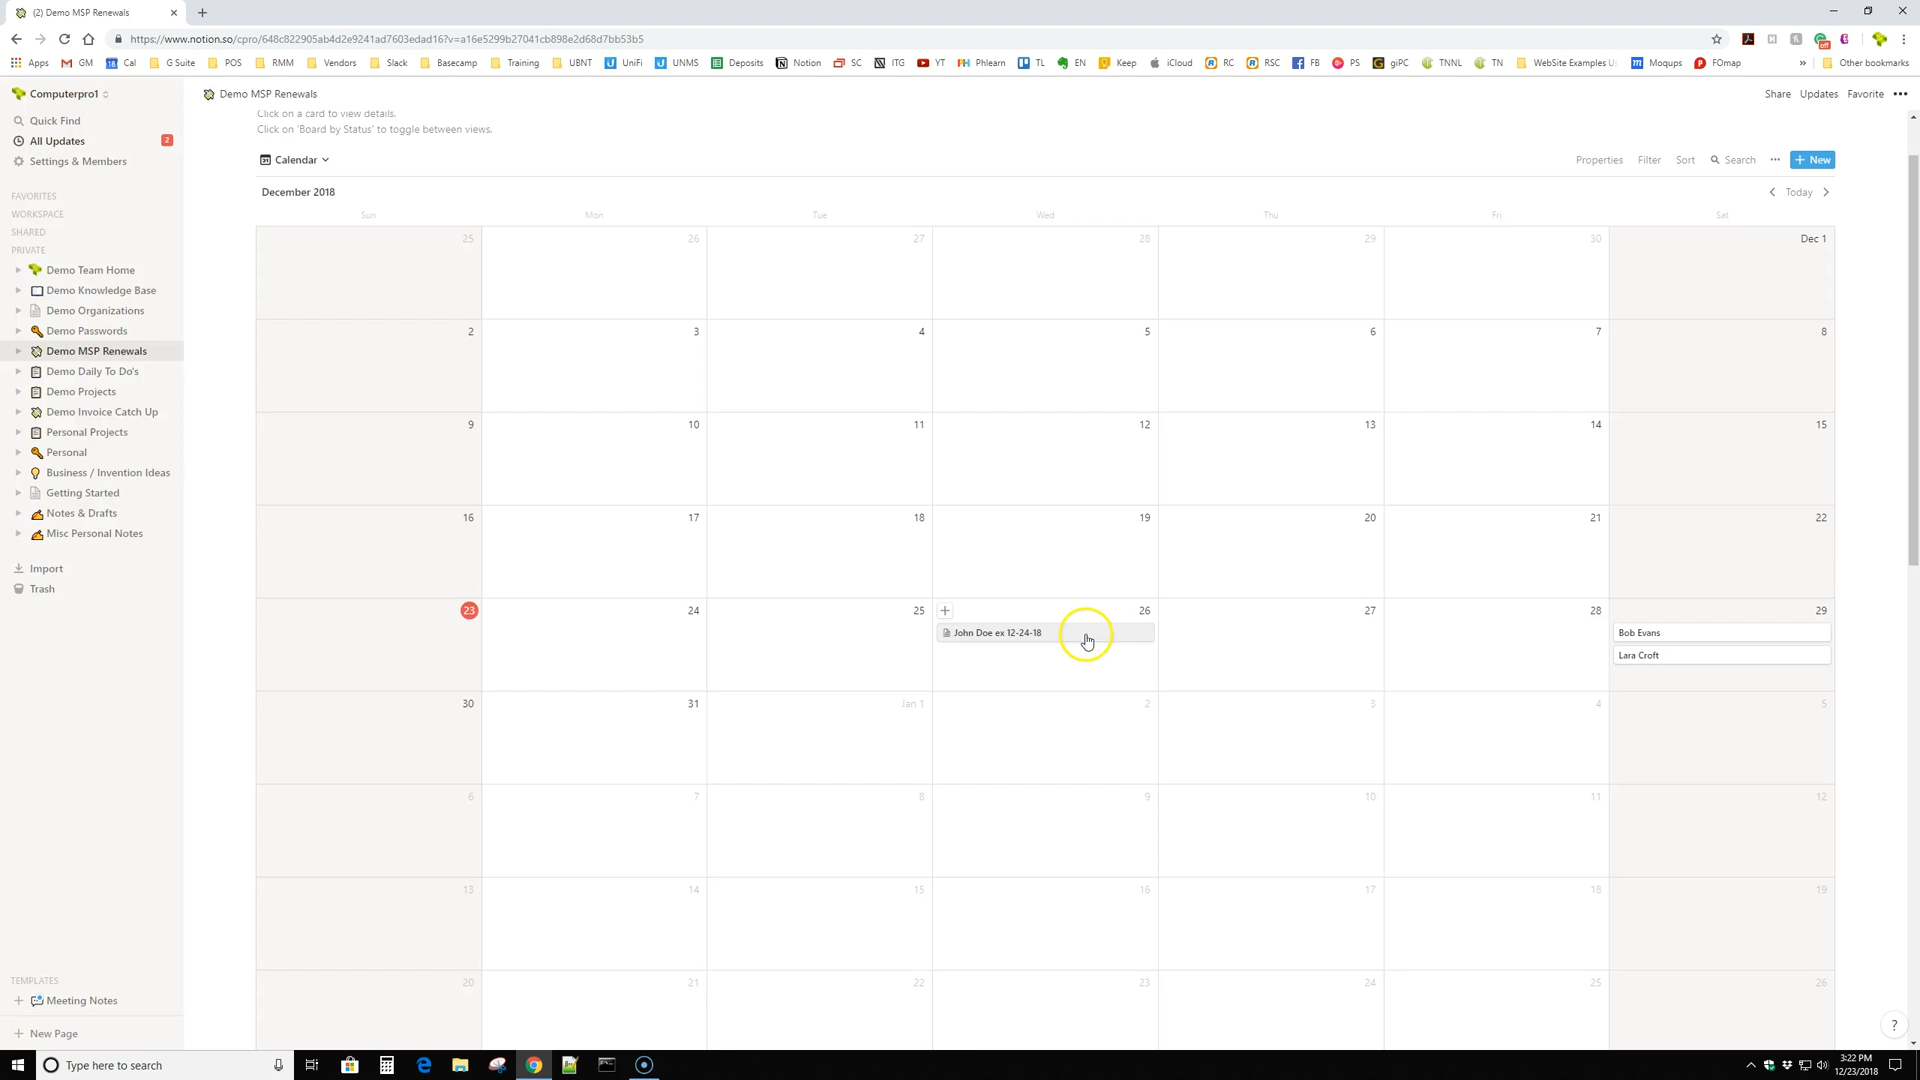 (2) Demo MSP Renewals
https://www.notion.so/cpro/648c822905ab4d2e9241ad7603edad16?v=a16e5299b27041cb898e2d68d7bb53b5
Apps GM Cal G Suite POS RMM Vendors Slack Basecamp Training UBNT UniFi UNMS Deposits Notion SC ITG YT Phlearn TL EN Keep iCloud RC RSC FB PS giPC TNNL TN WebSite Examples Us Moqups FOmap » Other bookmarks
Computerpro1
Demo MSP Renewals
Share Updates Favorite
Click on a card to view details.
Click on 'Board by Status' to toggle between views.
Quick Find
All Updates 2
Settings & Members
FAVORITES
WORKSPACE
SHARED
PRIVATE
Demo Team Home
Demo Knowledge Base
Demo Organizations
Demo Passwords
Demo MSP Renewals
Demo Daily To Do's
Demo Projects
Demo Invoice Catch Up
Personal Projects
Personal
Business / Invention Ideas
Getting Started
Notes & Drafts
Misc Personal Notes
Import
Trash
TEMPLATES
Meeting Notes
New Page
Calendar
Properties Filter Sort Search New
December 2018
Today
Sun Mon Tue Wed Thu Fri Sat
25 26 27 28 29 30 Dec 1
2 3 4 5 6 7 8
9 10 11 12 13 14 15
16 17 18 19 20 21 22
23 24 25 26 27 28 29
John Doe ex 12-24-18
Bob Evans
Lara Croft
30 31 Jan 1 2 3 4 5
6 7 8 9 10 11 12
13 14 15 16 17 18 19
20 21 22 23 24 25 26
?
Type here to search
3:22 PM
12/23/2018